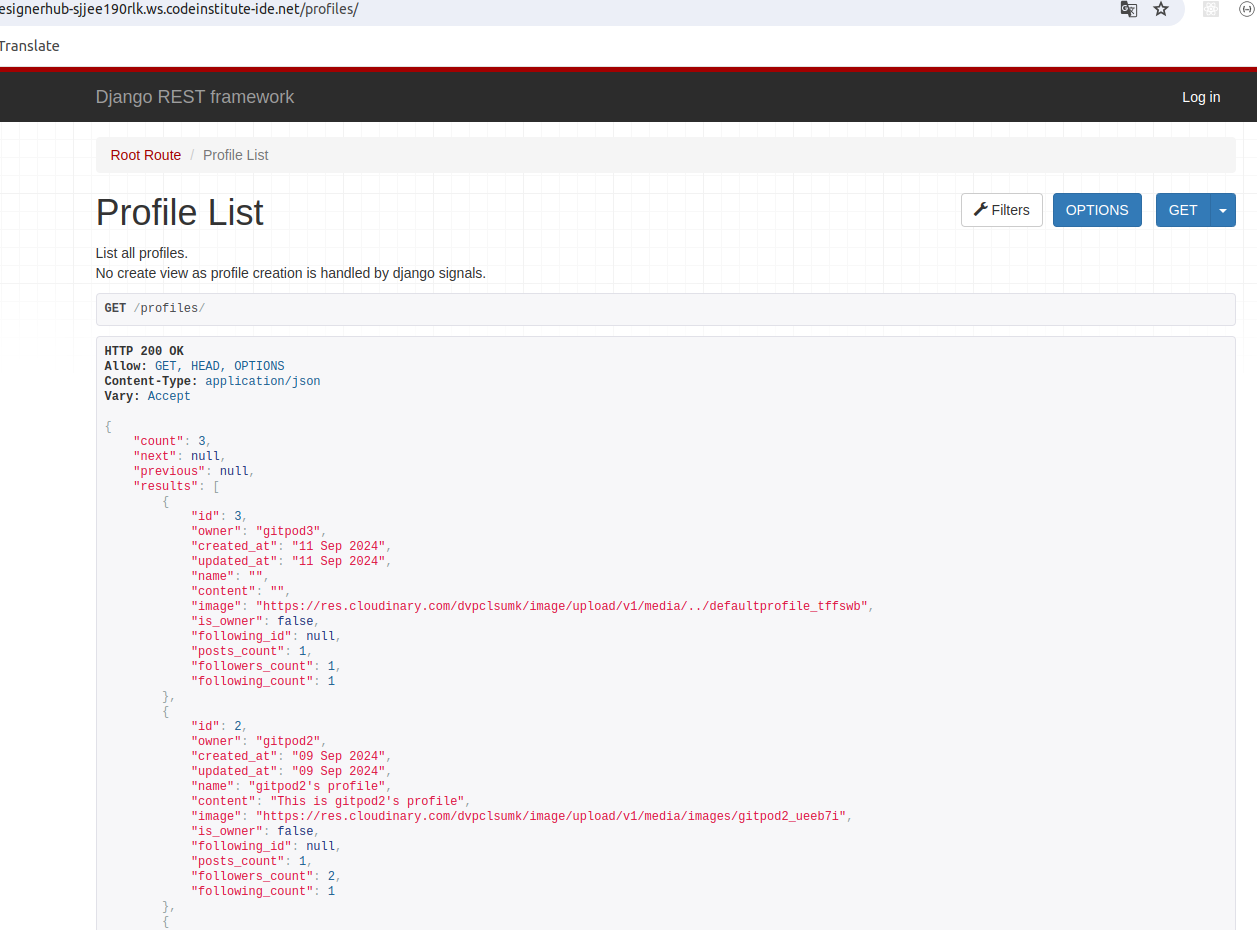 esignerhub-sjjee190rlk.ws.codeinstitute-ide.net/profiles/
Translate
Django REST framework
Log in
Root Route / Profile List
Profile List
Filters
OPTIONS
GET
List all profiles.
No create view as profile creation is handled by django signals.
GET /profiles/
HTTP 200 OK
Allow: GET, HEAD, OPTIONS
Content-Type: application/json
Vary: Accept
{
    "count": 3,
    "next": null,
    "previous": null,
    "results": [
        {
            "id": 3,
            "owner": "gitpod3",
            "created_at": "11 Sep 2024",
            "updated_at": "11 Sep 2024",
            "name": "",
            "content": "",
            "image": "https://res.cloudinary.com/dvpclsumk/image/upload/v1/media/../defaultprofile_tffswb",
            "is_owner": false,
            "following_id": null,
            "posts_count": 1,
            "followers_count": 1,
            "following_count": 1
        },
        {
            "id": 2,
            "owner": "gitpod2",
            "created_at": "09 Sep 2024",
            "updated_at": "09 Sep 2024",
            "name": "gitpod2's profile",
            "content": "This is gitpod2's profile",
            "image": "https://res.cloudinary.com/dvpclsumk/image/upload/v1/media/images/gitpod2_ueeb7i",
            "is_owner": false,
            "following_id": null,
            "posts_count": 1,
            "followers_count": 2,
            "following_count": 1
        },
        {